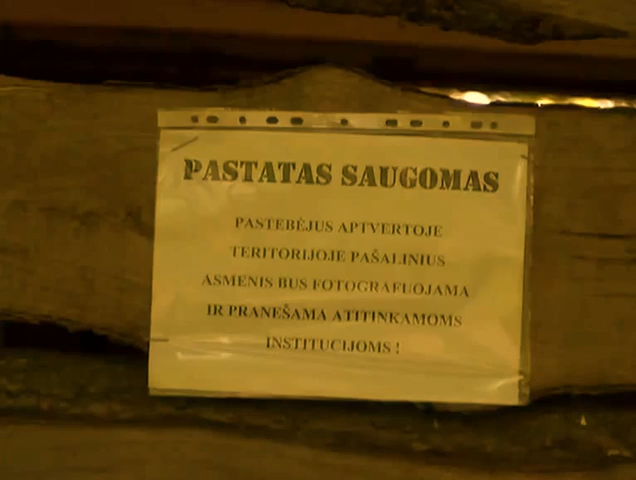 PASTATAS SAUGOMAS
PASTEBĖJUS APTVERTOJE
TERITORIJOJE PAŠALINIUS
ASMENIS BUS FOTOGRAFUOJAMA
IR PRANEŠAMA ATITINKAMOMS
INSTITUCIJOMS !